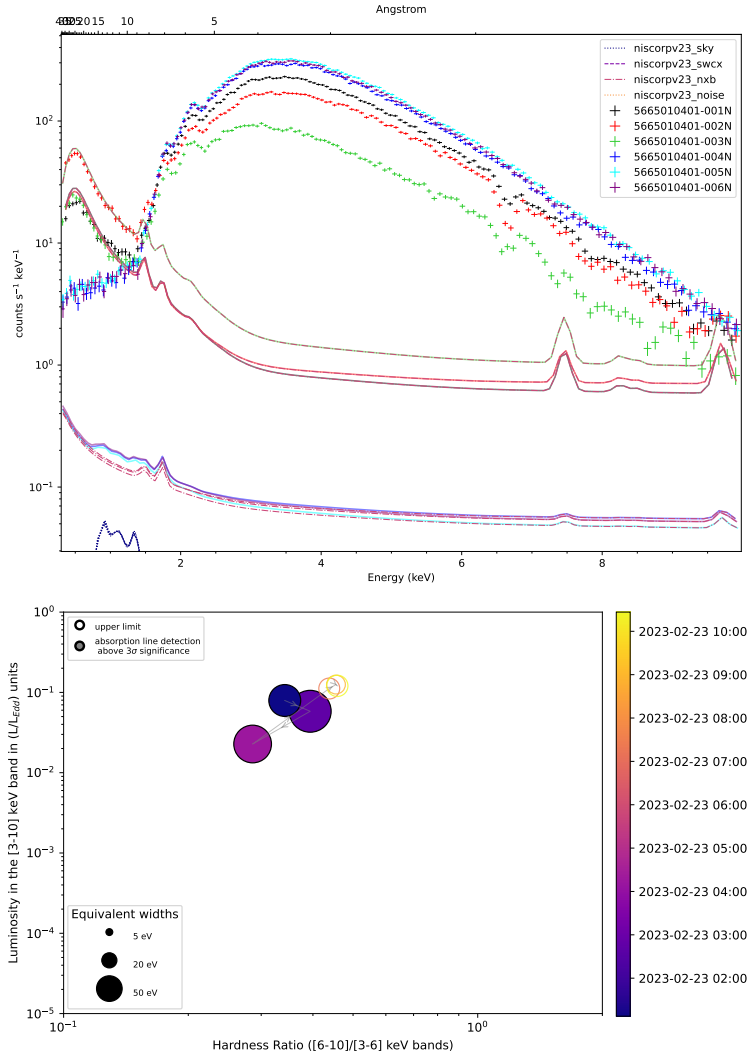 Angstrom
15 10 5
10² 10¹ 10⁰ 10⁻¹
counts s⁻¹ keV⁻¹
niscorpv23_sky
niscorpv23_swcx
niscorpv23_nxb
niscorpv23_noise
5665010401-001N
5665010401-002N
5665010401-003N
5665010401-004N
5665010401-005N
5665010401-006N
2 4 6 8
Energy (keV)
10⁰
10⁻¹
10⁻²
10⁻³
10⁻⁴
10⁻⁵
Luminosity in the [3-10] keV band in (L/L_Edd) units
upper limit
absorption line detection
above 3σ significance
Equivalent widths
5 eV
20 eV
50 eV
10⁻¹ 10⁰
Hardness Ratio ([6-10]/[3-6] keV bands)
2023-02-23 10:00
2023-02-23 09:00
2023-02-23 08:00
2023-02-23 07:00
2023-02-23 06:00
2023-02-23 05:00
2023-02-23 04:00
2023-02-23 03:00
2023-02-23 02:00